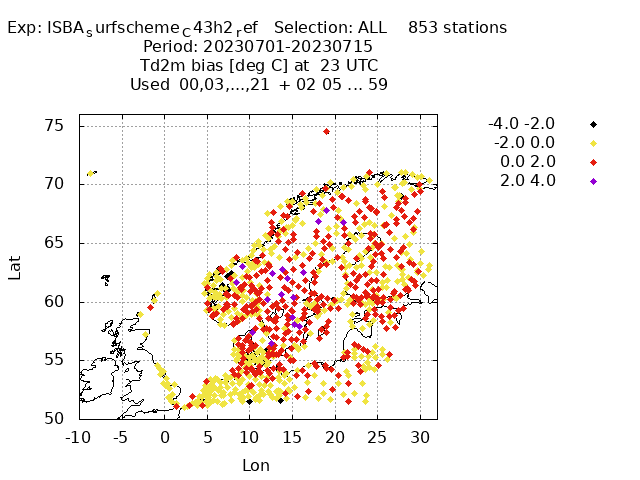 Exp: ISBA_surfscheme_C43h2_ref Selection: ALL 853 stations
Period: 20230701-20230715
Td2m bias [deg C] at 23 UTC
Used 00,03,...,21 + 02 05 ... 59
-4.0 -2.0
-2.0 0.0
0.0 2.0
2.0 4.0
75
70
65
60
55
50
Lat
-10 -5 0 5 10 15 20 25 30
Lon